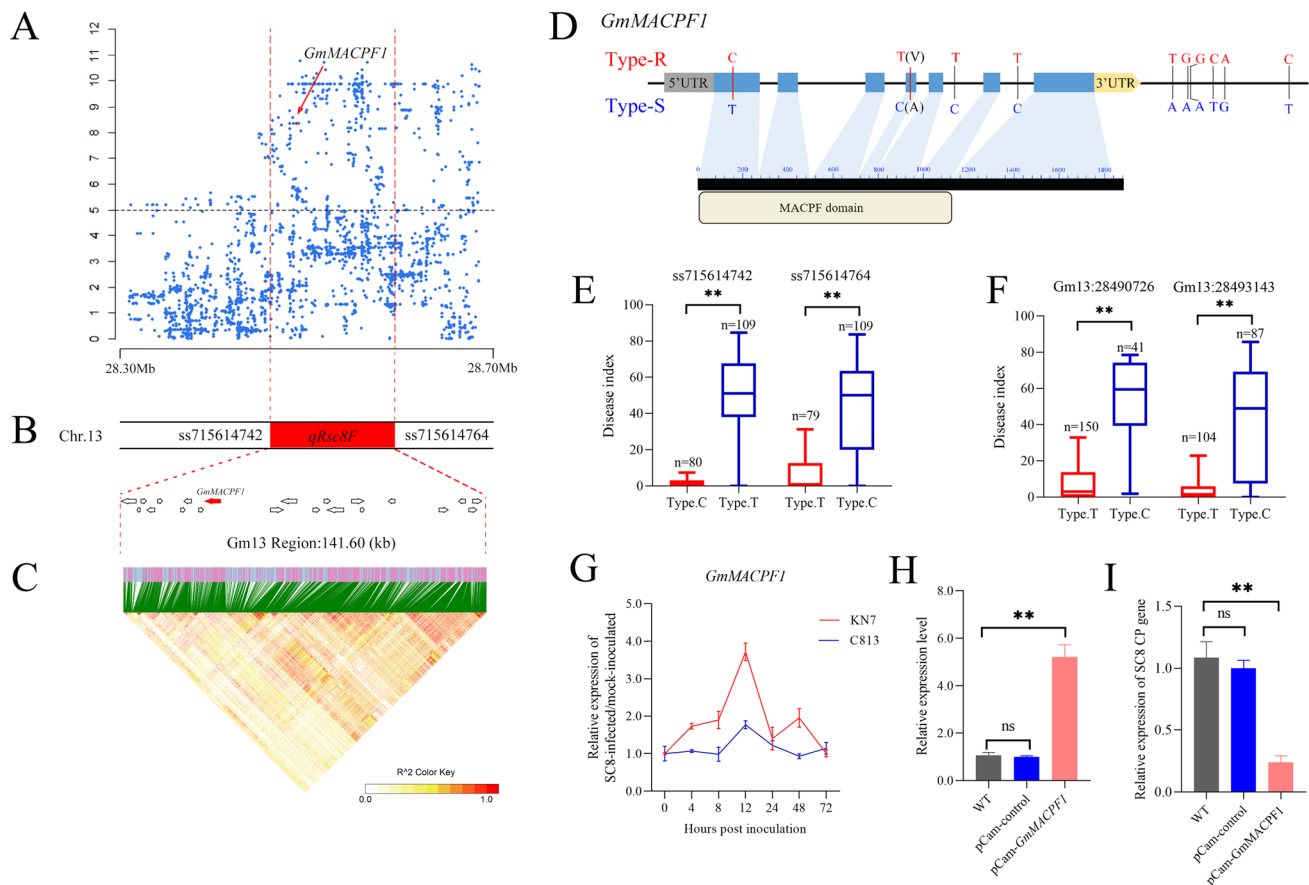 A
12
11
10
9
8
7
6
5
4
3
2
1
0
GmMACPF1
28.30Mb
28.70Mb
B
Chr.13
ss715614742
qRsc8F
ss715614764
GmMACPF1
Gm13 Region:141.60 (kb)
C
R^2 Color Key
0.0
1.0
D
GmMACPF1
Type-R
C
T(V)
T
T
T
G
G
C
A
C
5'UTR
3'UTR
Type-S
T
C(A)
C
C
A
A
A
T
G
T
0
200
400
600
800
1000
1200
1400
1600
1800
MACPF domain
E
ss715614742
ss715614764
**
**
Disease index
100
80
60
40
20
0
n=80
n=109
n=79
n=109
Type.C
Type.T
Type.T
Type.C
F
Gm13:28490726
Gm13:28493143
**
**
Disease index
100
80
60
40
20
0
n=150
n=41
n=104
n=87
Type.T
Type.C
Type.T
Type.C
G
GmMACPF1
Relative expression of
SC8-infected/mock-inoculated
5.0
4.0
3.0
2.0
1.0
0.0
KN7
C813
0
4
8
12
24
48
72
Hours post inoculation
H
Relative expression level
8.0
6.0
4.0
2.0
0.0
**
ns
WT
pCam-control
pCam-GmMACPF1
I
Relative expression of SC8 CP gene
1.5
1.0
0.5
0.0
**
ns
WT
pCam-control
pCam-GmMACPF1